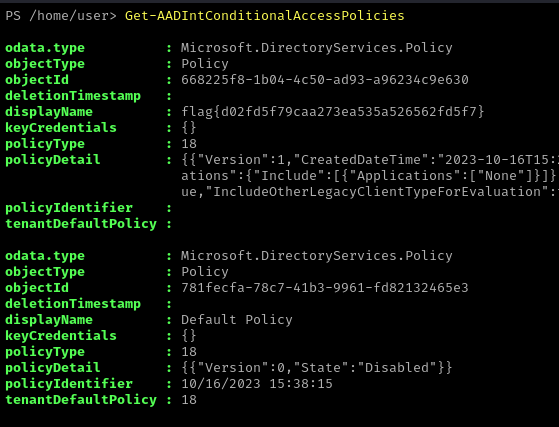 PS /home/user> Get-AADIntConditionalAccessPolicies
odata.type : Microsoft.DirectoryServices.Policy
objectType : Policy
objectId : 668225f8-1b04-4c50-ad93-a96234c9e630
deletionTimestamp :
displayName : flag{d02fd5f79caa273ea535a526562fd5f7}
keyCredentials : {}
policyType : 18
policyDetail : {{"Version":1,"CreatedDateTime":"2023-10-16T15:
ations":{"Include":[{"Applications":["None"]}]}
ue,"IncludeOtherLegacyClientTypeForEvaluation":
policyIdentifier :
tenantDefaultPolicy :
odata.type : Microsoft.DirectoryServices.Policy
objectType : Policy
objectId : 781fecfa-78c7-41b3-9961-fd82132465e3
deletionTimestamp :
displayName : Default Policy
keyCredentials : {}
policyType : 18
policyDetail : {{"Version":0,"State":"Disabled"}}
policyIdentifier : 10/16/2023 15:38:15
tenantDefaultPolicy : 18